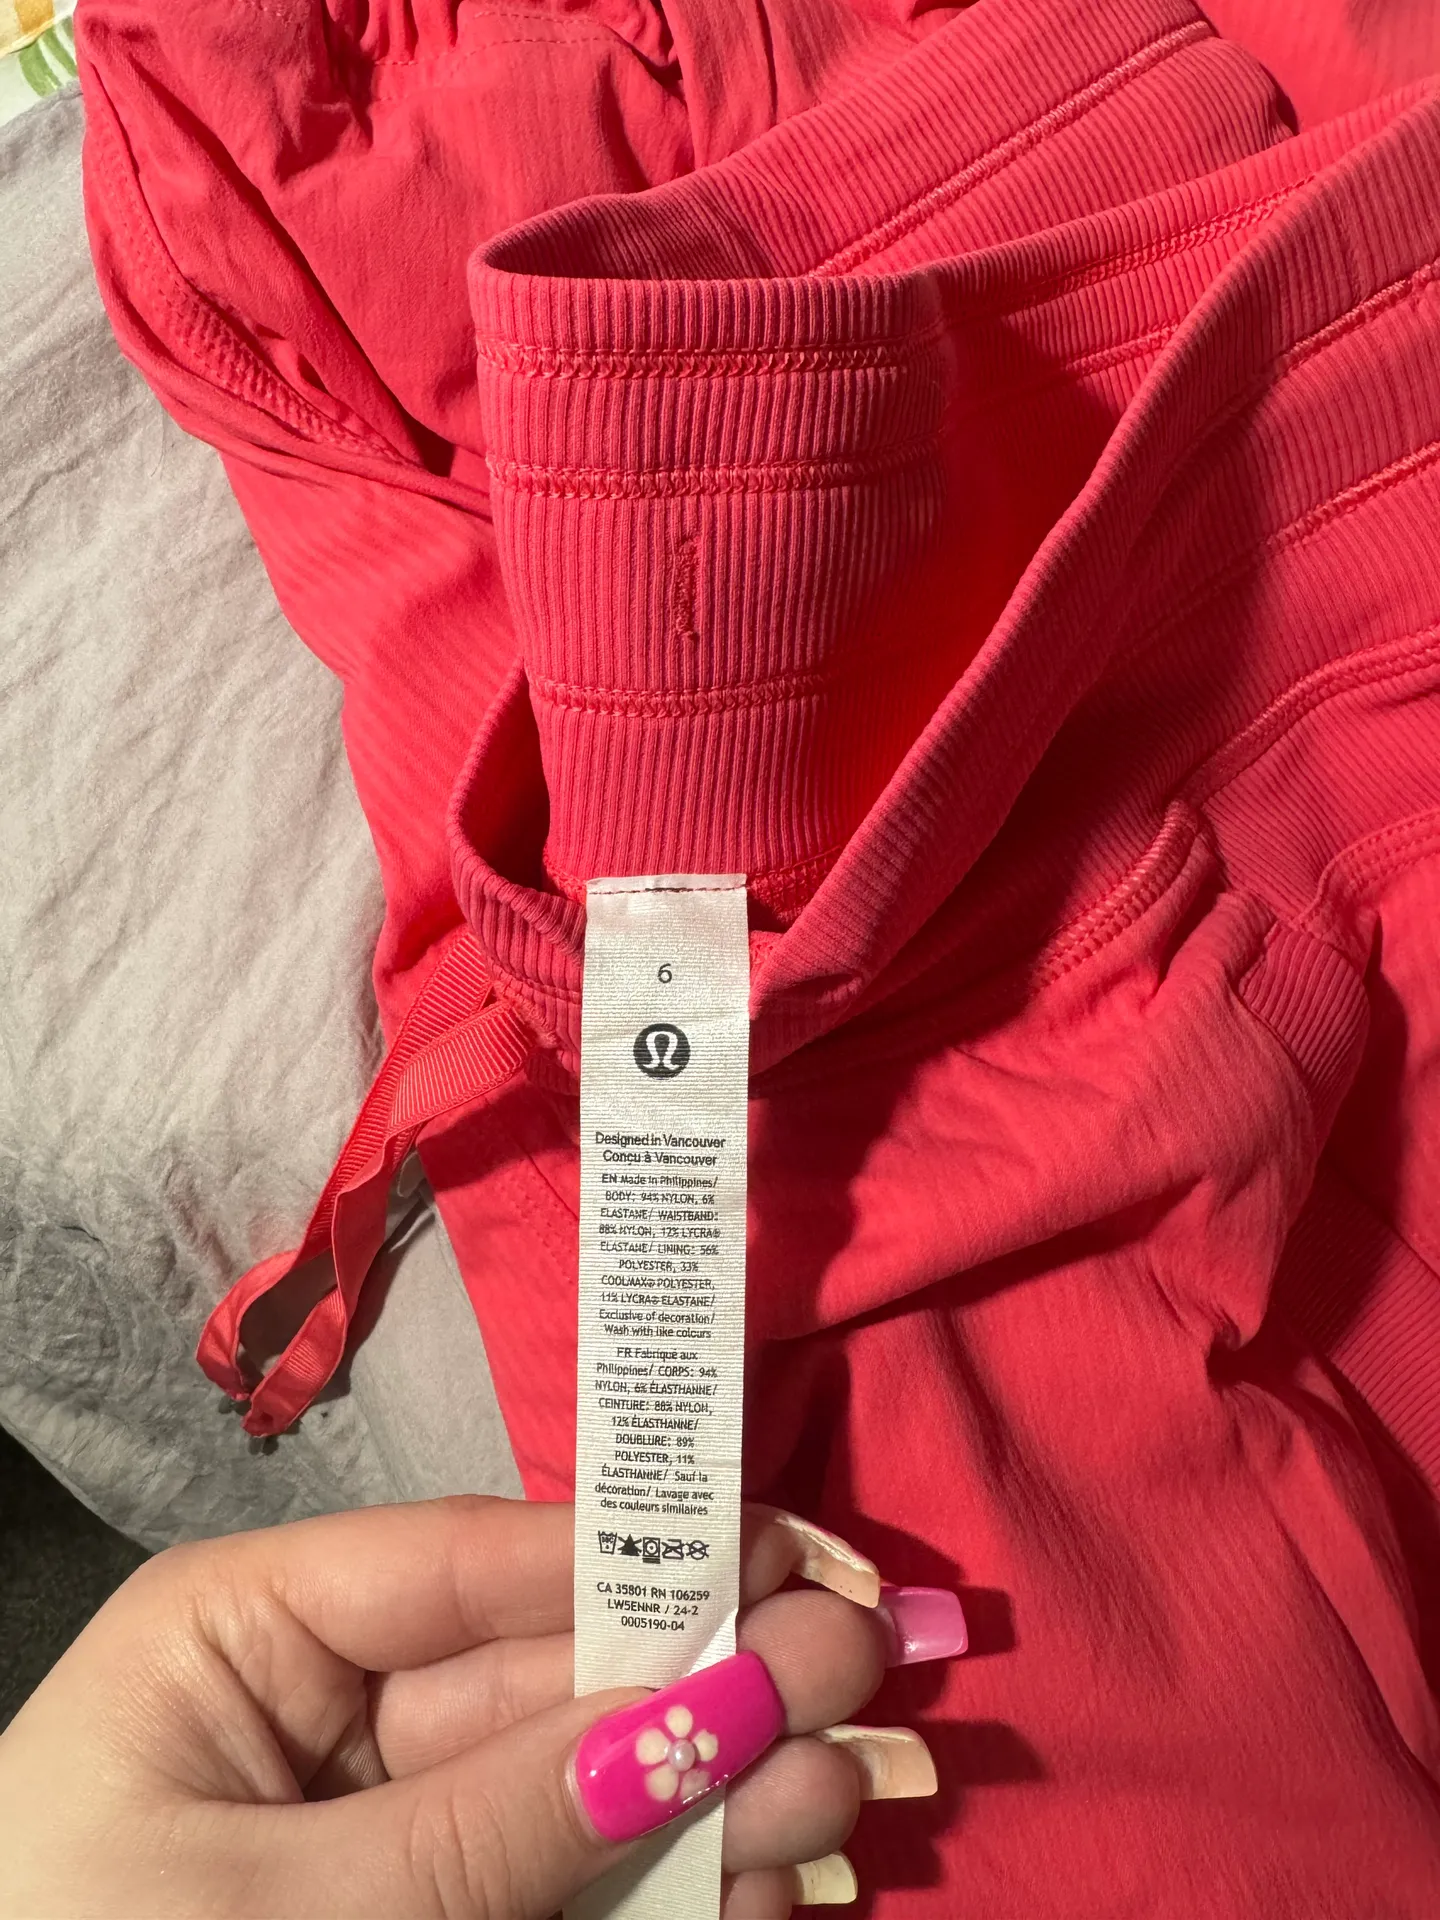 6
Designed in Vancouver
Conçu à Vancouver
EN Made in Philippines/
BODY: 94% NYLON, 6%
ELASTANE/ WAISTBAND:
88% NYLON, 12% LYCRA®
ELASTANE/ LINING: 56%
POLYESTER, 33%
COOLMAX® POLYESTER,
11% LYCRA® ELASTANE/
Exclusive of decoration/
Wash with like colours
FR Fabriqué aux
Philippines/ CORPS: 94%
NYLON, 6% ÉLASTHANNE/
CEINTURE: 88% NYLON,
12% ÉLASTHANNE/
DOUBLURE: 89%
POLYESTER, 11%
ÉLASTHANNE/ Sauf la
décoration/ Lavage avec
des couleurs similaires
CA 35801 RN 106259
LW5ENNR / 24-2
0005190-04